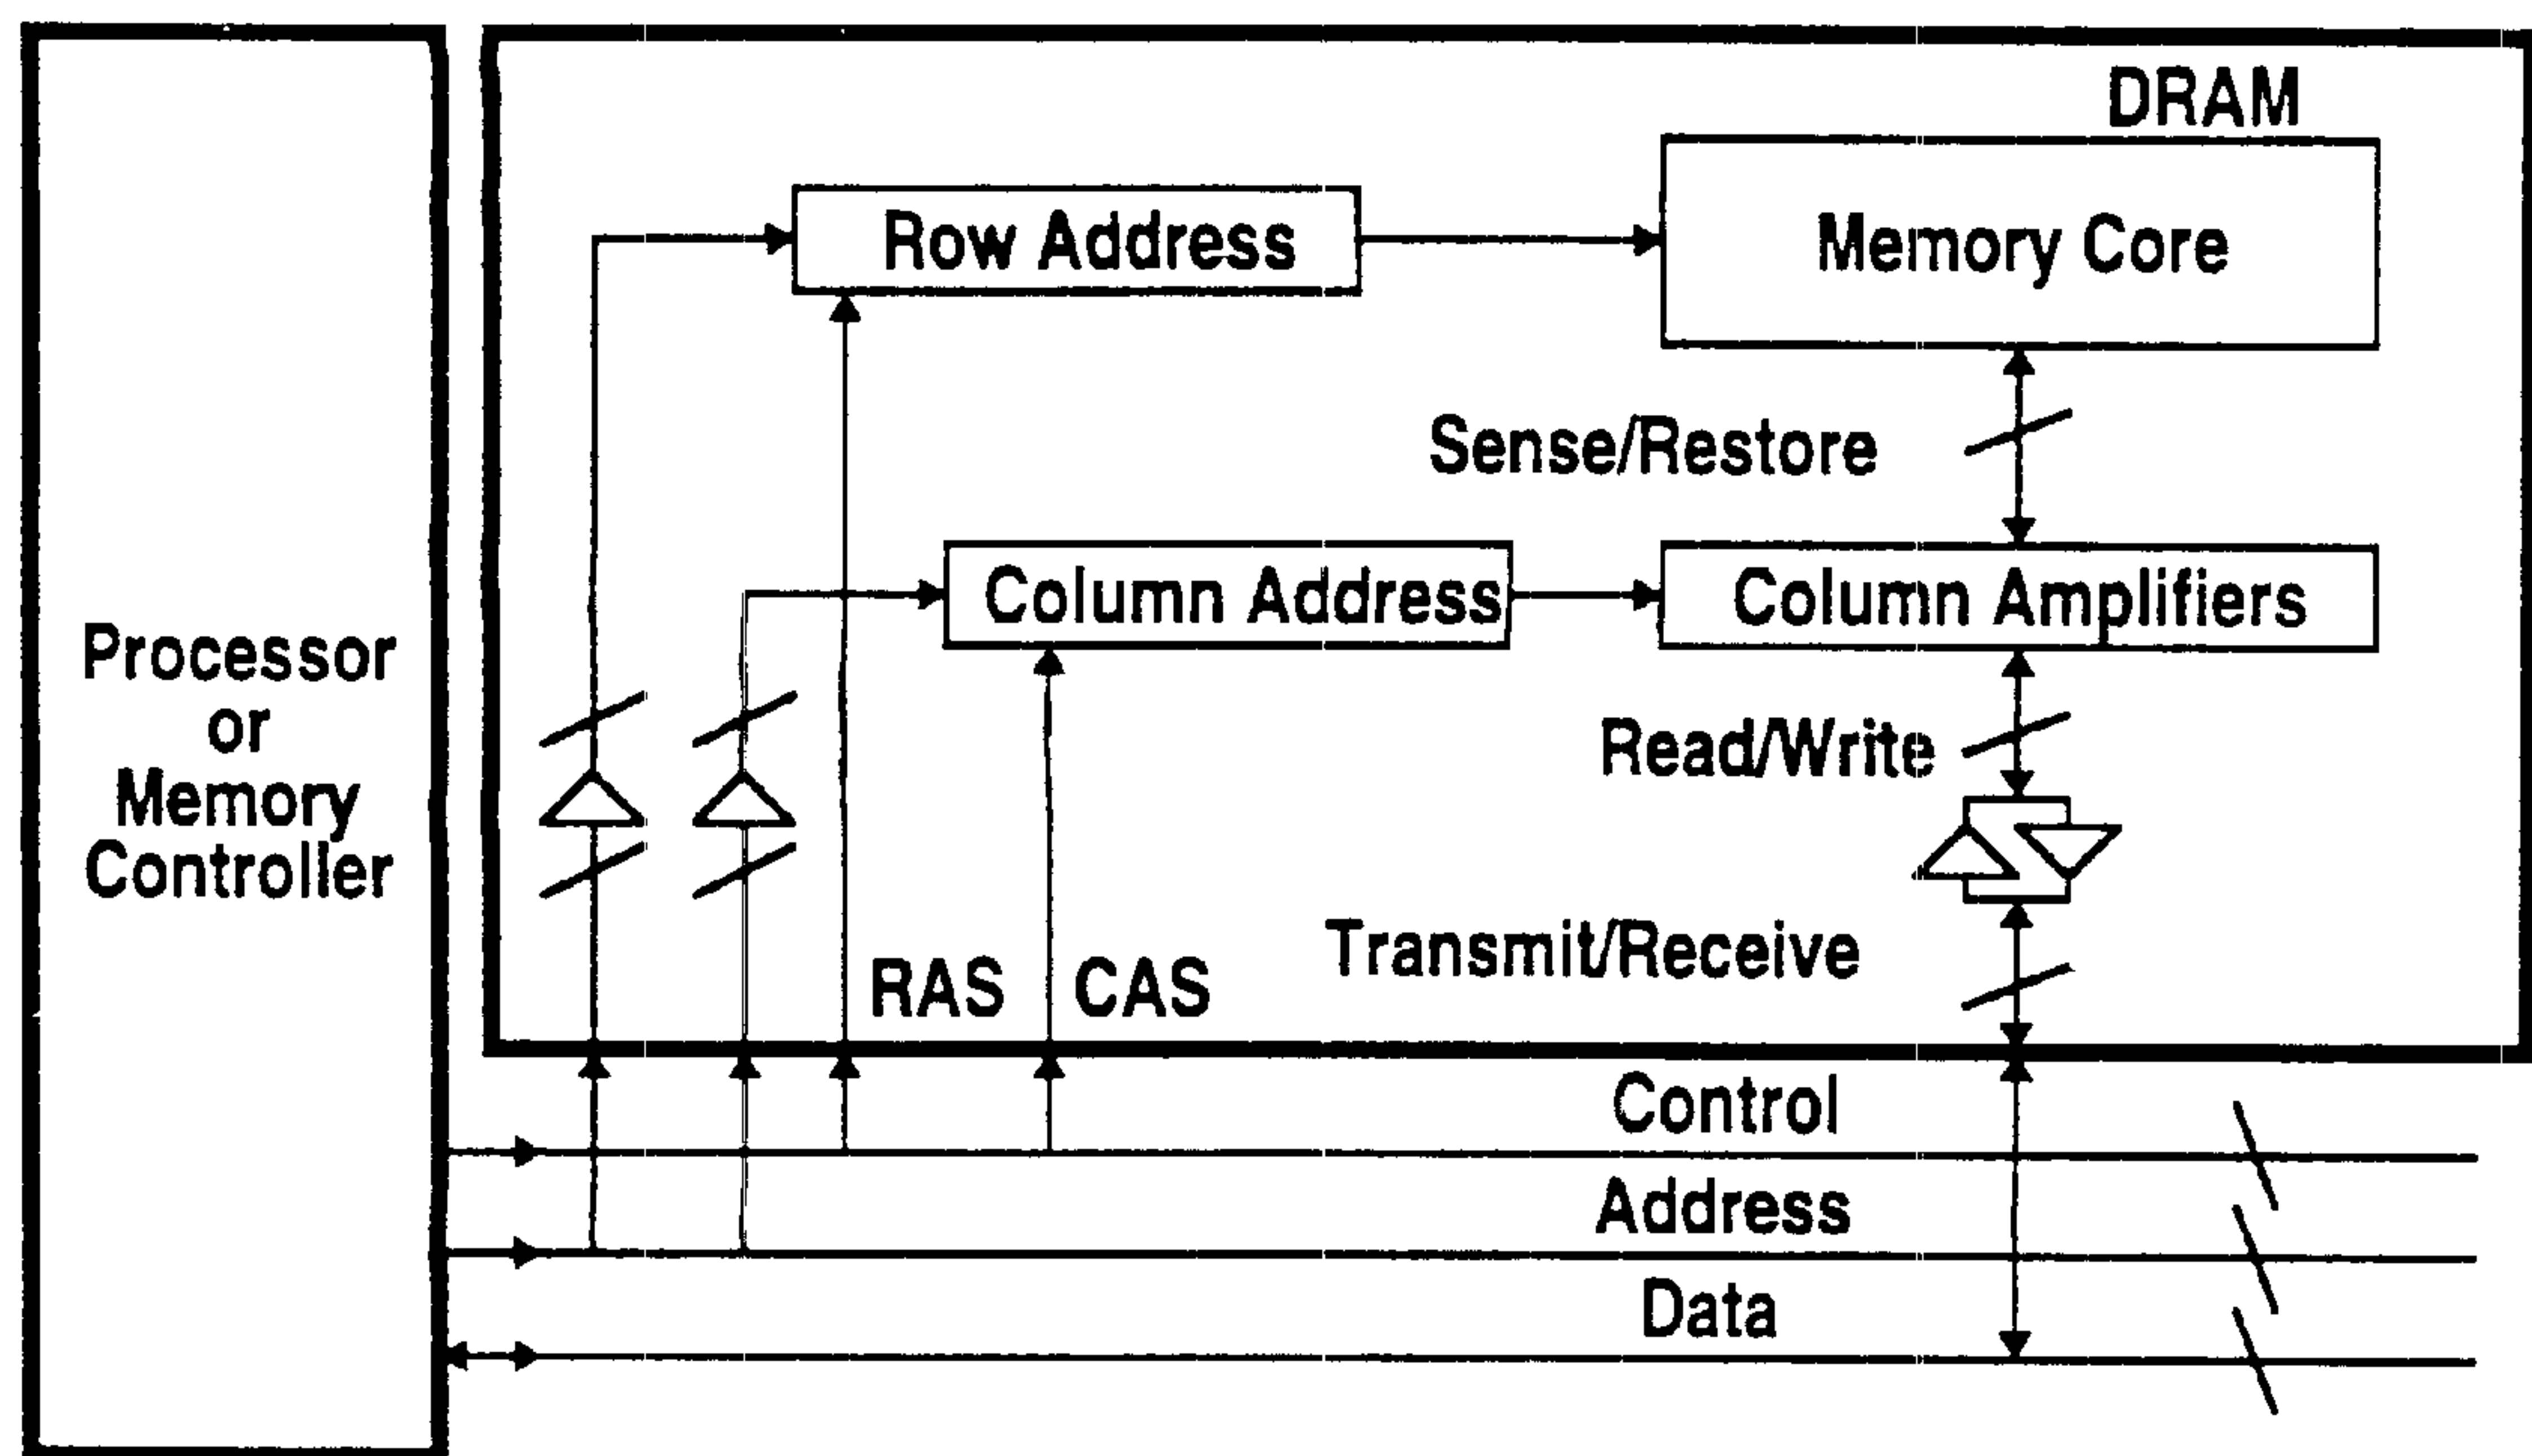 DRAM
Row Address
Memory Core
Sense/Restore
Column Address
Column Amplifiers
Processor
or
Memory
Controller
Read/Write
Transmit/Receive
RAS
CAS
Control
Address
Data